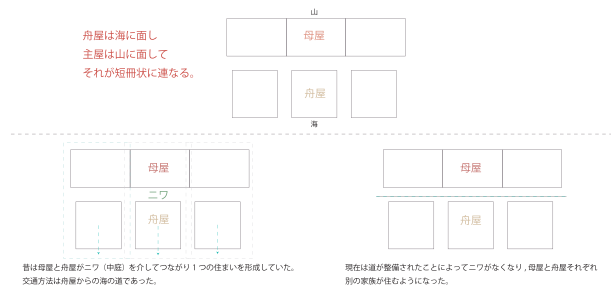 山
舟屋は海に面し
主屋は山に面して
それが短冊状に連なる。
母屋
舟屋
海
母屋
ニワ
舟屋
母屋
舟屋
昔は母屋と舟屋がニワ（中庭）を介してつながり１つの住まいを形成していた。
交通方法は舟屋からの海の道であった。
現在は道が整備されたことによってニワがなくなり , 母屋と舟屋それぞれ
別の家族が住むようになった。